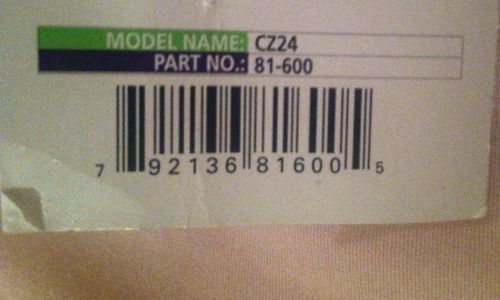 MODEL NAME: CZ24
PART NO.: 81-600
7 92136 81600 5